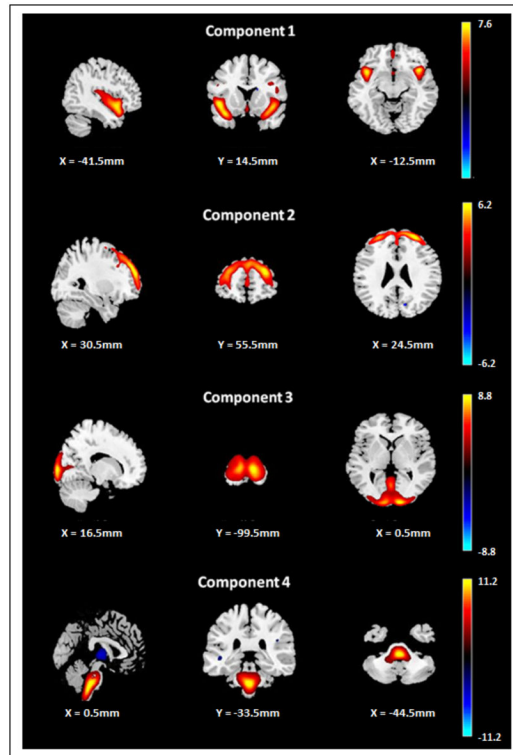 Component 1
7.6
X = -41.5mm Y = 14.5mm X = -12.5mm
Component 2
6.2
X = 30.5mm Y = 55.5mm X = 24.5mm
-6.2
Component 3
8.8
X = 16.5mm Y = -99.5mm X = 0.5mm
-8.8
Component 4
11.2
X = 0.5mm Y = -33.5mm X = -44.5mm
-11.2